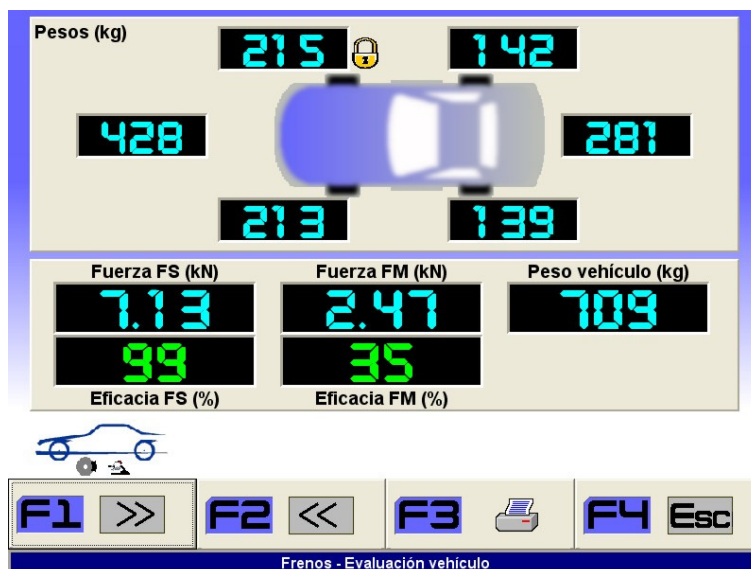 Pesos (kg)
215 142
428 281
213 139
Fuerza FS (kN) Fuerza FM (kN) Peso vehículo (kg)
7.13 2.47 709
99 35
Eficacia FS (%) Eficacia FM (%)
F1 >> F2 << F3 F4 Esc
Frenos - Evaluación vehículo